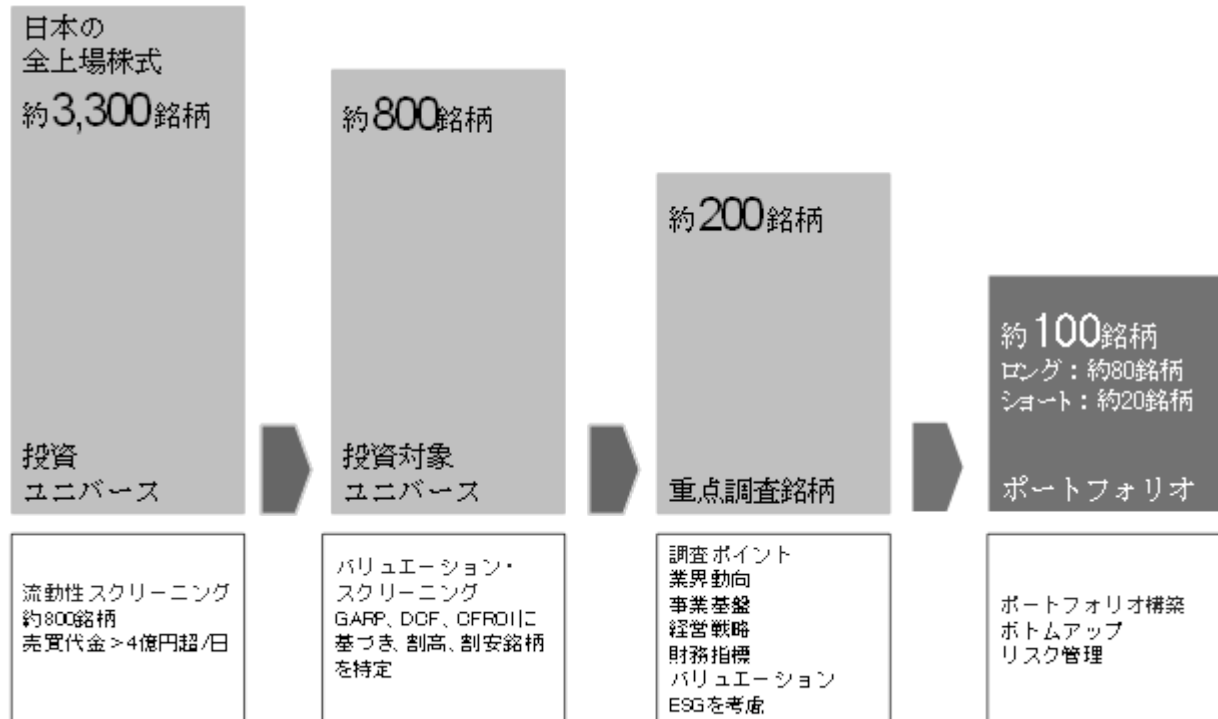 日本の
全上場株式
約3,300銘柄
投資
ユニバース
約800銘柄
投資対象
ユニバース
約200銘柄
重点調査銘柄
約100銘柄
ロング：約80銘柄
ショート：約20銘柄
ポートフォリオ
流動性スクリーニング
約800銘柄
売買代金＞4億円超/日
バリュエーション・
スクリーニング
GARP、DCF、CFROIに
基づき、割高、割安銘柄
を特定
調査ポイント
業界動向
事業基盤
経営戦略
財務指標
バリュエーション
ESGを考慮
ポートフォリオ構築
ボトムアップ
リスク管理